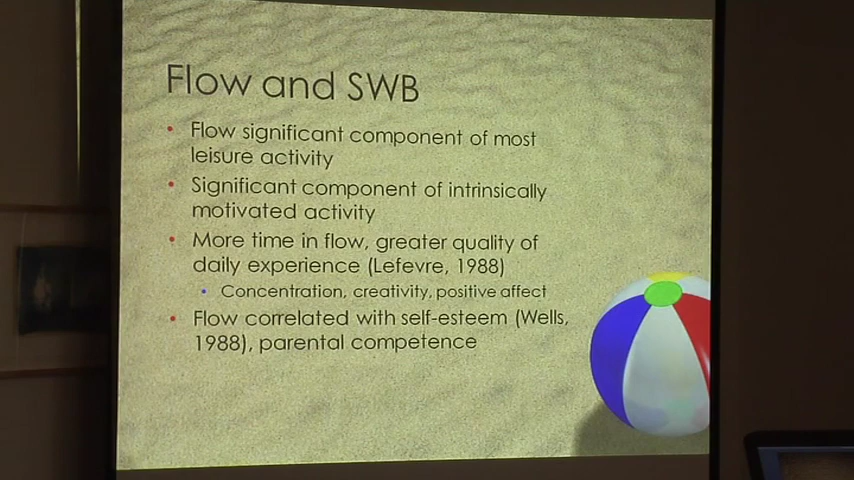 Flow and SWB
• Flow significant component of most
leisure activity
• Significant component of intrinsically
motivated activity
• More time in flow, greater quality of
daily experience (Lefevre, 1988)
• Concentration, creativity, positive affect
• Flow correlated with self-esteem (Wells,
1988), parental competence